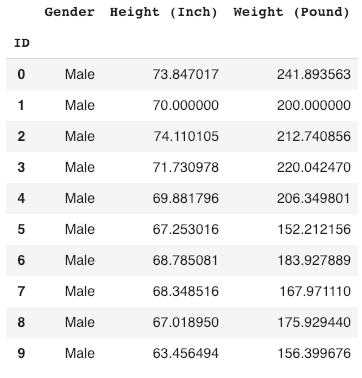 Gender Height (Inch) Weight (Pound)
ID
0 Male 73.847017 241.893563
1 Male 70.000000 200.000000
2 Male 74.110105 212.740856
3 Male 71.730978 220.042470
4 Male 69.881796 206.349801
5 Male 67.253016 152.212156
6 Male 68.785081 183.927889
7 Male 68.348516 167.971110
8 Male 67.018950 175.929440
9 Male 63.456494 156.399676